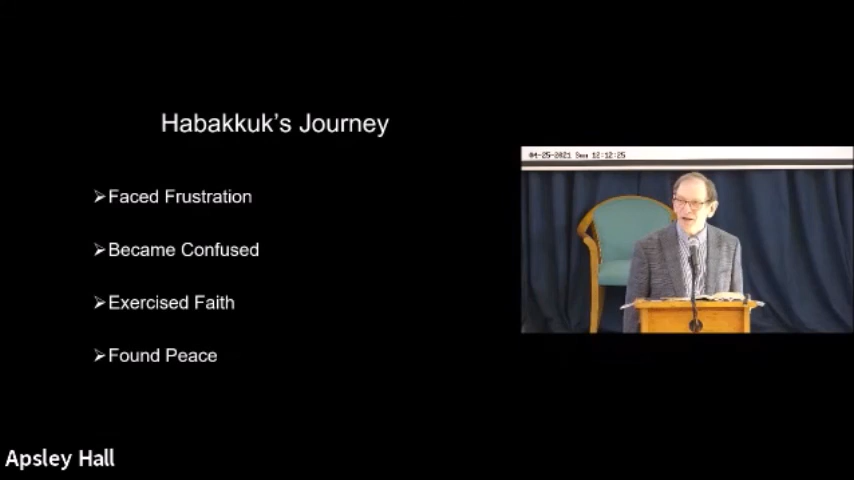 Habakkuk's Journey
➢Faced Frustration
➢Became Confused
➢Exercised Faith
➢Found Peace
04-25-2021 Sun 12:12:25
Apsley Hall